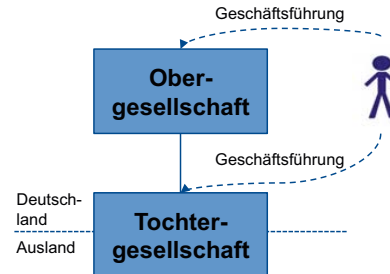 Geschäftsführung
Ober-
gesellschaft
Geschäftsführung
Deutsch-
land
Ausland
Tochter-
gesellschaft